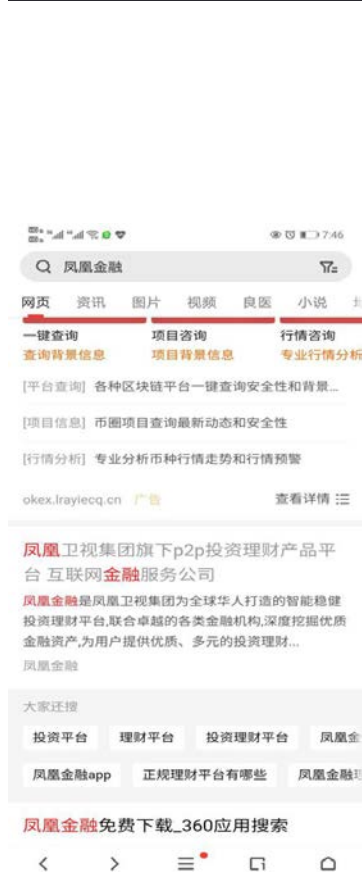 7:46
凤凰金融
网页 资讯 图片 视频 良医 小说
一键查询 项目咨询 行情咨询
查询背景信息 项目背景信息 专业行情分析
[平台查询] 各种区块链平台一键查询安全性和背景...
[项目信息] 币圈项目查询最新动态和安全性
[行情分析] 专业分析币种行情走势和行情预警
okex.lrayiecq.cn 广告 查看详情
凤凰卫视集团旗下p2p投资理财产品平
台 互联网金融服务公司
凤凰金融是凤凰卫视集团为全球华人打造的智能稳健
投资理财平台,联合卓越的各类金融机构,深度挖掘优质
金融资产,为用户提供优质、多元的投资理财...
凤凰金融
大家还搜
投资平台 理财平台 投资理财平台 凤凰金
凤凰金融app 正规理财平台有哪些 凤凰金融
凤凰金融免费下载_360应用搜索